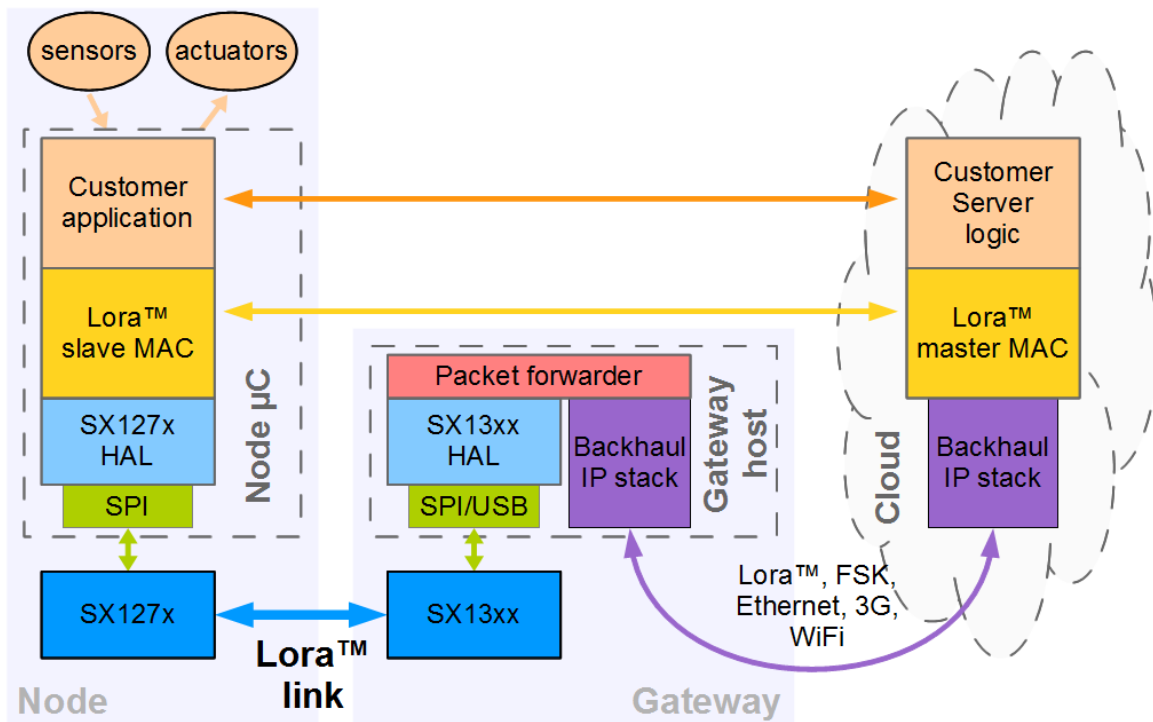 sensors
actuators
Customer
application
Lora™
slave MAC
SX127x
HAL
SPI
Node µC
SX127x
Node
Lora™
link
Packet forwarder
SX13xx
HAL
SPI/USB
Backhaul
IP stack
Gateway
host
SX13xx
Gateway
Lora™, FSK,
Ethernet, 3G,
WiFi
Customer
Server
logic
Lora™
master MAC
Backhaul
IP stack
Cloud